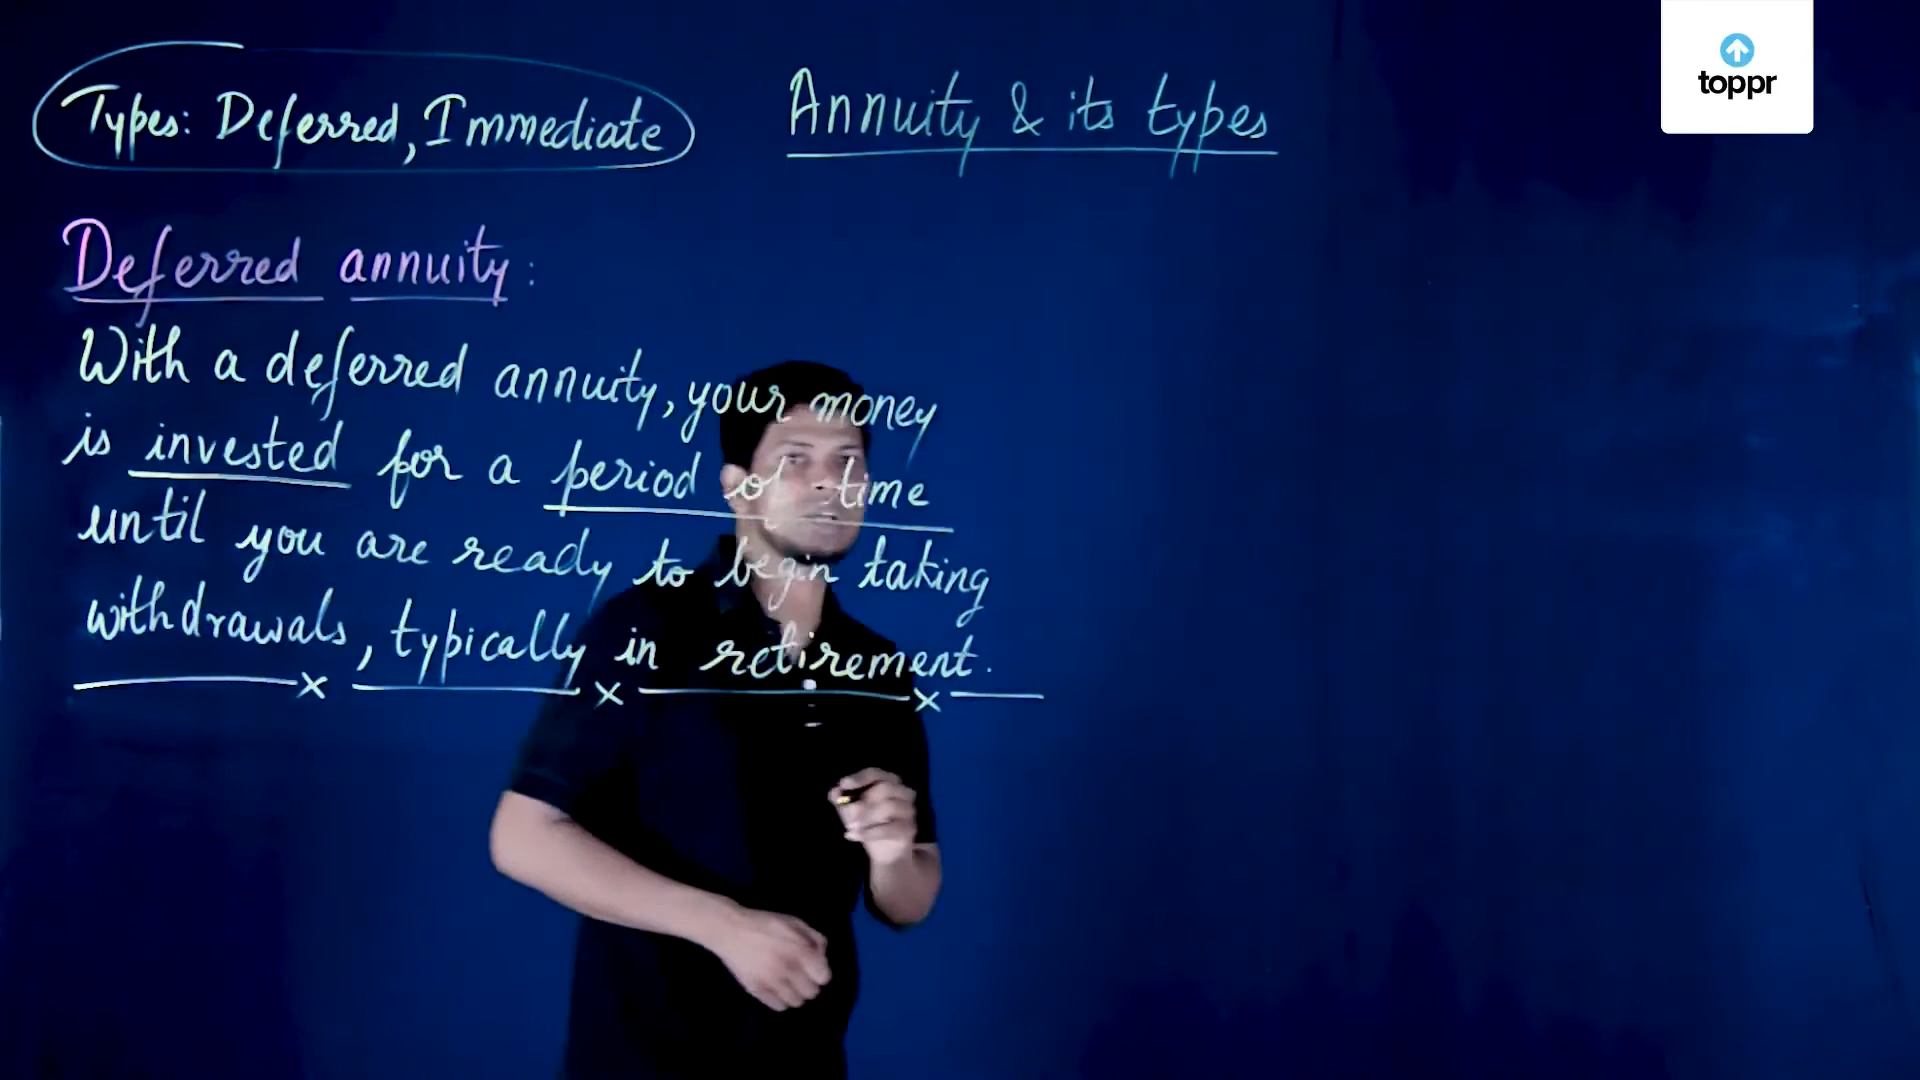 Types: Deferred, Immediate
Annuity & its types
toppr
Deferred annuity:
With a deferred annuity, your money
is invested for a period of time
until you are ready to begin taking
withdrawals, typically in retirement.